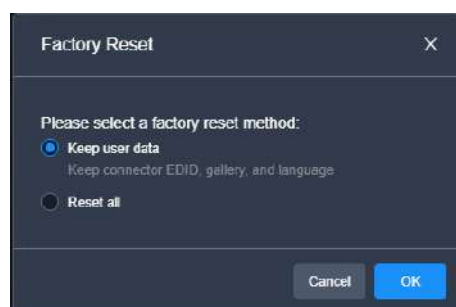 Factory Reset
Please select a factory reset method:
Keep user data
Keep connector EDID, gallery, and language
Reset all
Cancel OK